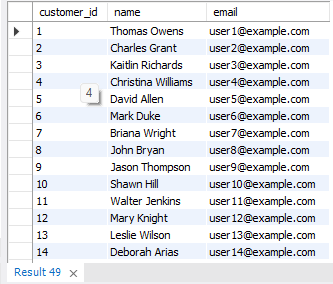 customer_id name email
1 Thomas Owens user1@example.com
2 Charles Grant user2@example.com
3 Kaitlin Richards user3@example.com
4 Christina Williams user4@example.com
4
5 David Allen user5@example.com
6 Mark Duke user6@example.com
7 Briana Wright user7@example.com
8 John Bryan user8@example.com
9 Jason Thompson user9@example.com
10 Shawn Hill user10@example.com
11 Walter Jenkins user11@example.com
12 Mary Knight user12@example.com
13 Leslie Wilson user13@example.com
14 Deborah Arias user14@example.com
Result 49